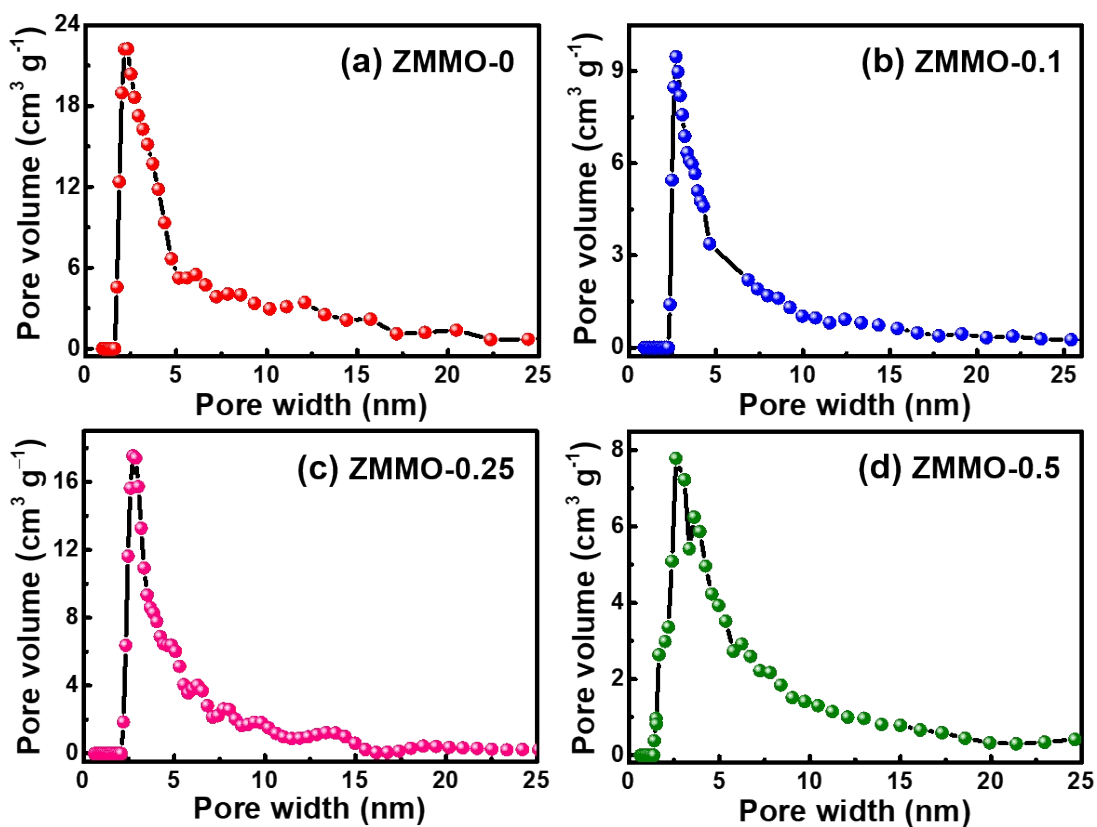 (a) ZMMO-0
Pore volume (cm³ g⁻¹)
24
18
12
6
0
0 5 10 15 20 25
Pore width (nm)
(b) ZMMO-0.1
Pore volume (cm³ g⁻¹)
9
6
3
0
0 5 10 15 20 25
Pore width (nm)
(c) ZMMO-0.25
Pore volume (cm³ g⁻¹)
16
12
8
4
0
0 5 10 15 20 25
Pore width (nm)
(d) ZMMO-0.5
Pore volume (cm³ g⁻¹)
8
6
4
2
0
0 5 10 15 20 25
Pore width (nm)